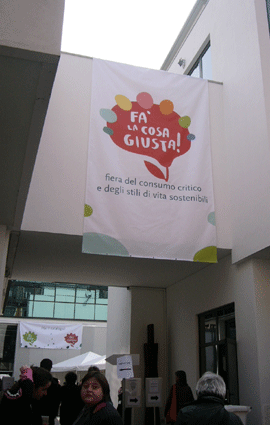 FA'
LA COSA
GIUSTA!
fiera del consumo critico
e degli stili di vita sostenibili